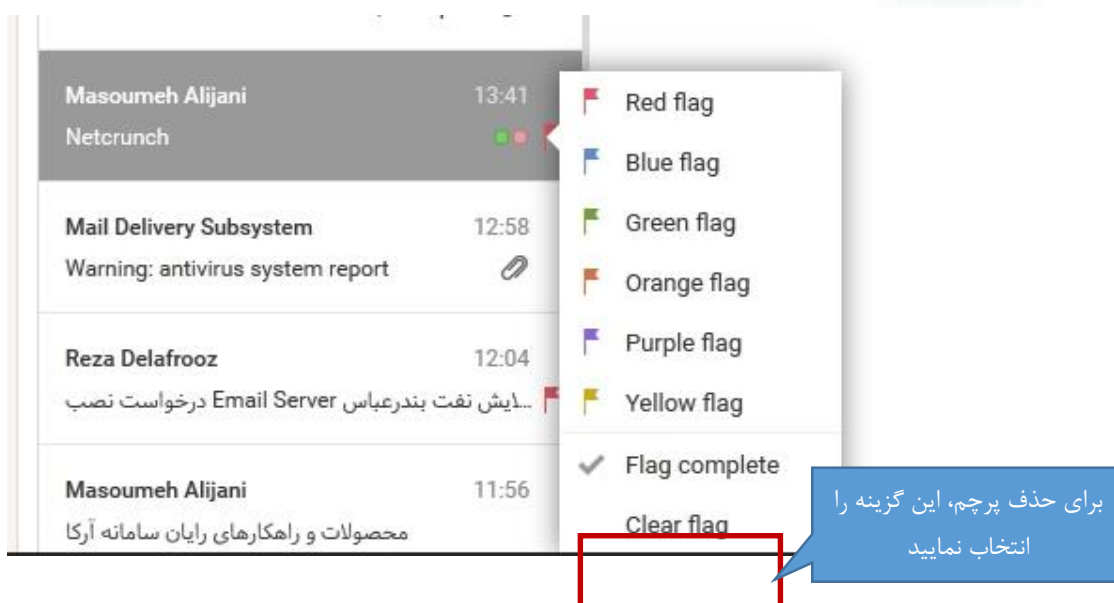 Masoumeh Alijani 13:41
Netcrunch
Mail Delivery Subsystem 12:58
Warning: antivirus system report
Reza Delafrooz 12:04
درخواست نصب Email Server لایش نفت بندرعباس...
Masoumeh Alijani 11:56
محصولات و راهکارهای رایان سامانه آرکا
Red flag
Blue flag
Green flag
Orange flag
Purple flag
Yellow flag
Flag complete
Clear flag
برای حذف پرچم، این گزینه را
انتخاب نمایید